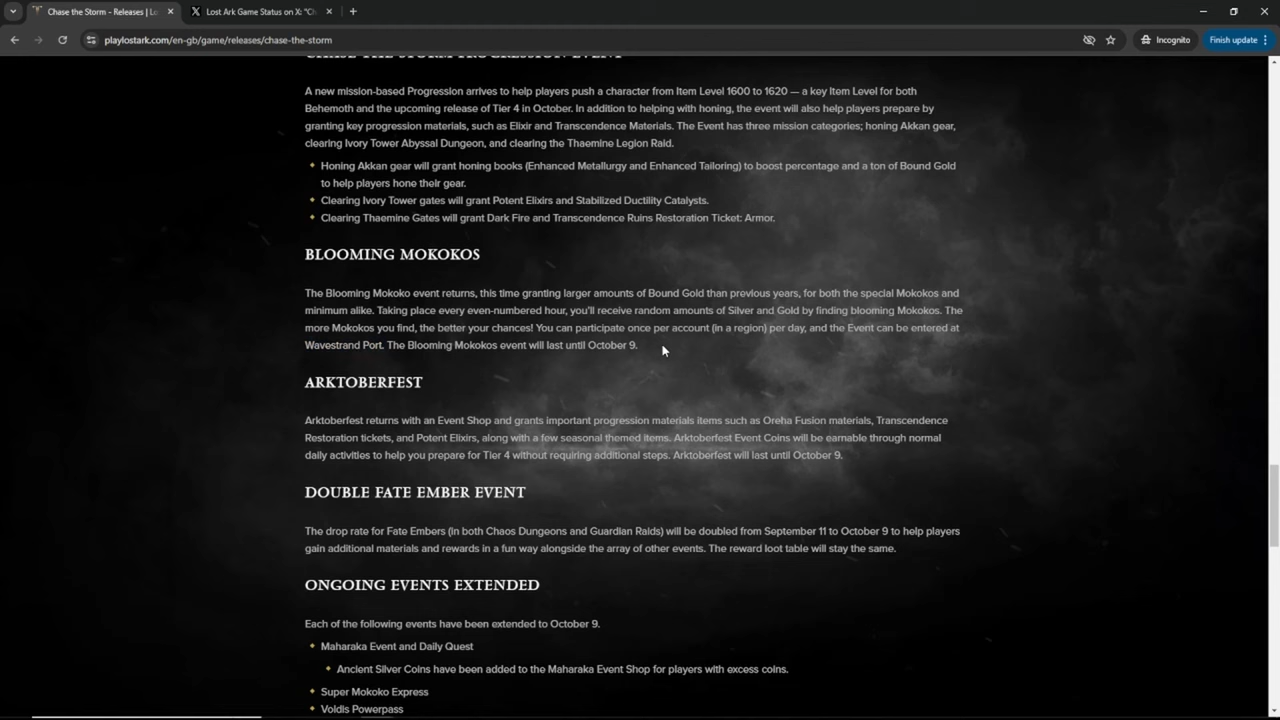 Chase the Storm - Releases | Lo
Lost Ark Game Status on X: "Ch
playlostark.com/en-gb/game/releases/chase-the-storm
Incognito
Finish update
CHASE THE STORM PROGRESSION EVENT
A new mission-based Progression arrives to help players push a character from Item Level 1600 to 1620 — a key Item Level for both
Behemoth and the upcoming release of Tier 4 in October. In addition to helping with honing, the event will also help players prepare by
granting key progression materials, such as Elixir and Transcendence Materials. The Event has three mission categories; honing Akkan gear,
clearing Ivory Tower Abyssal Dungeon, and clearing the Thaemine Legion Raid.
Honing Akkan gear will grant honing books (Enhanced Metallurgy and Enhanced Tailoring) to boost percentage and a ton of Bound Gold
to help players hone their gear.
Clearing Ivory Tower gates will grant Potent Elixirs and Stabilized Ductility Catalysts.
Clearing Thaemine Gates will grant Dark Fire and Transcendence Ruins Restoration Ticket: Armor.
BLOOMING MOKOKOS
The Blooming Mokoko event returns, this time granting larger amounts of Bound Gold than previous years, for both the special Mokokos and
minimum alike. Taking place every even-numbered hour, you'll receive random amounts of Silver and Gold by finding blooming Mokokos. The
more Mokokos you find, the better your chances! You can participate once per account (in a region) per day, and the Event can be entered at
Wavestrand Port. The Blooming Mokokos event will last until October 9.
ARKTOBERFEST
Arktoberfest returns with an Event Shop and grants important progression materials items such as Oreha Fusion materials, Transcendence
Restoration tickets, and Potent Elixirs, along with a few seasonal themed items. Arktoberfest Event Coins will be earnable through normal
daily activities to help you prepare for Tier 4 without requiring additional steps. Arktoberfest will last until October 9.
DOUBLE FATE EMBER EVENT
The drop rate for Fate Embers (in both Chaos Dungeons and Guardian Raids) will be doubled from September 11 to October 9 to help players
gain additional materials and rewards in a fun way alongside the array of other events. The reward loot table will stay the same.
ONGOING EVENTS EXTENDED
Each of the following events have been extended to October 9.
Maharaka Event and Daily Quest
Ancient Silver Coins have been added to the Maharaka Event Shop for players with excess coins.
Super Mokoko Express
Voldis Powerpass